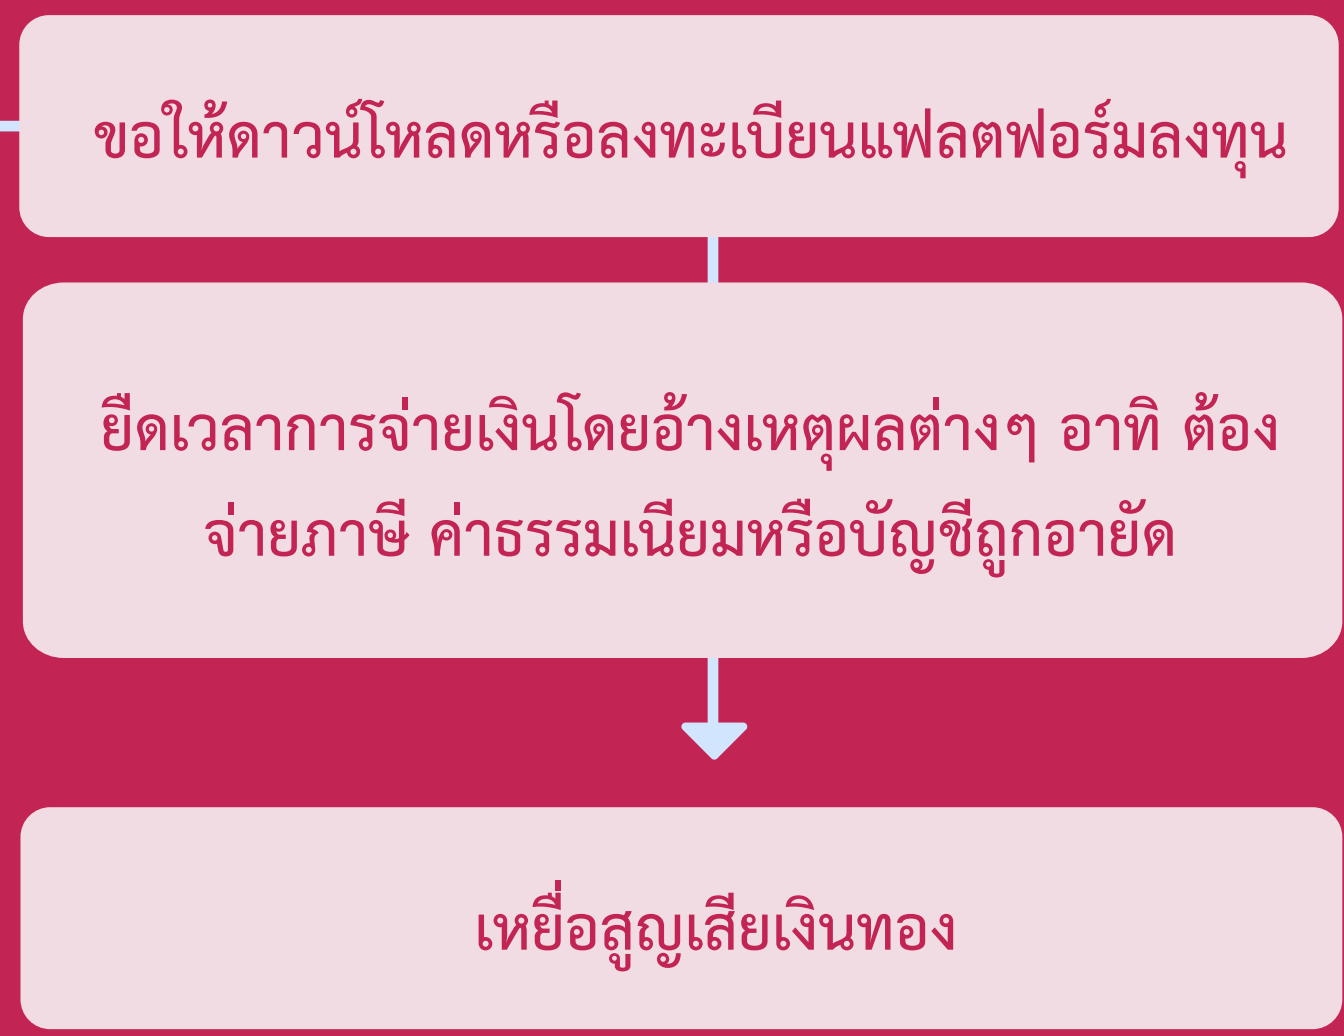 ขอให้ดาวน์โหลดหรือลงทะเบียนแฟลตฟอร์มลงทุน
ยืดเวลาการจ่ายเงินโดยอ้างเหตุผลต่างๆ อาทิ ต้อง
จ่ายภาษี ค่าธรรมเนียมหรือบัญชีถูกอายัด
เหยื่อสูญเสียเงินทอง